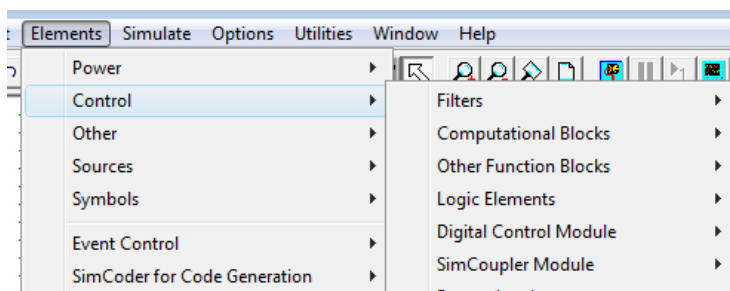 Elements Simulate Options Utilities Window Help
Power
Control
Other
Sources
Symbols
Event Control
SimCoder for Code Generation
Filters
Computational Blocks
Other Function Blocks
Logic Elements
Digital Control Module
SimCoupler Module